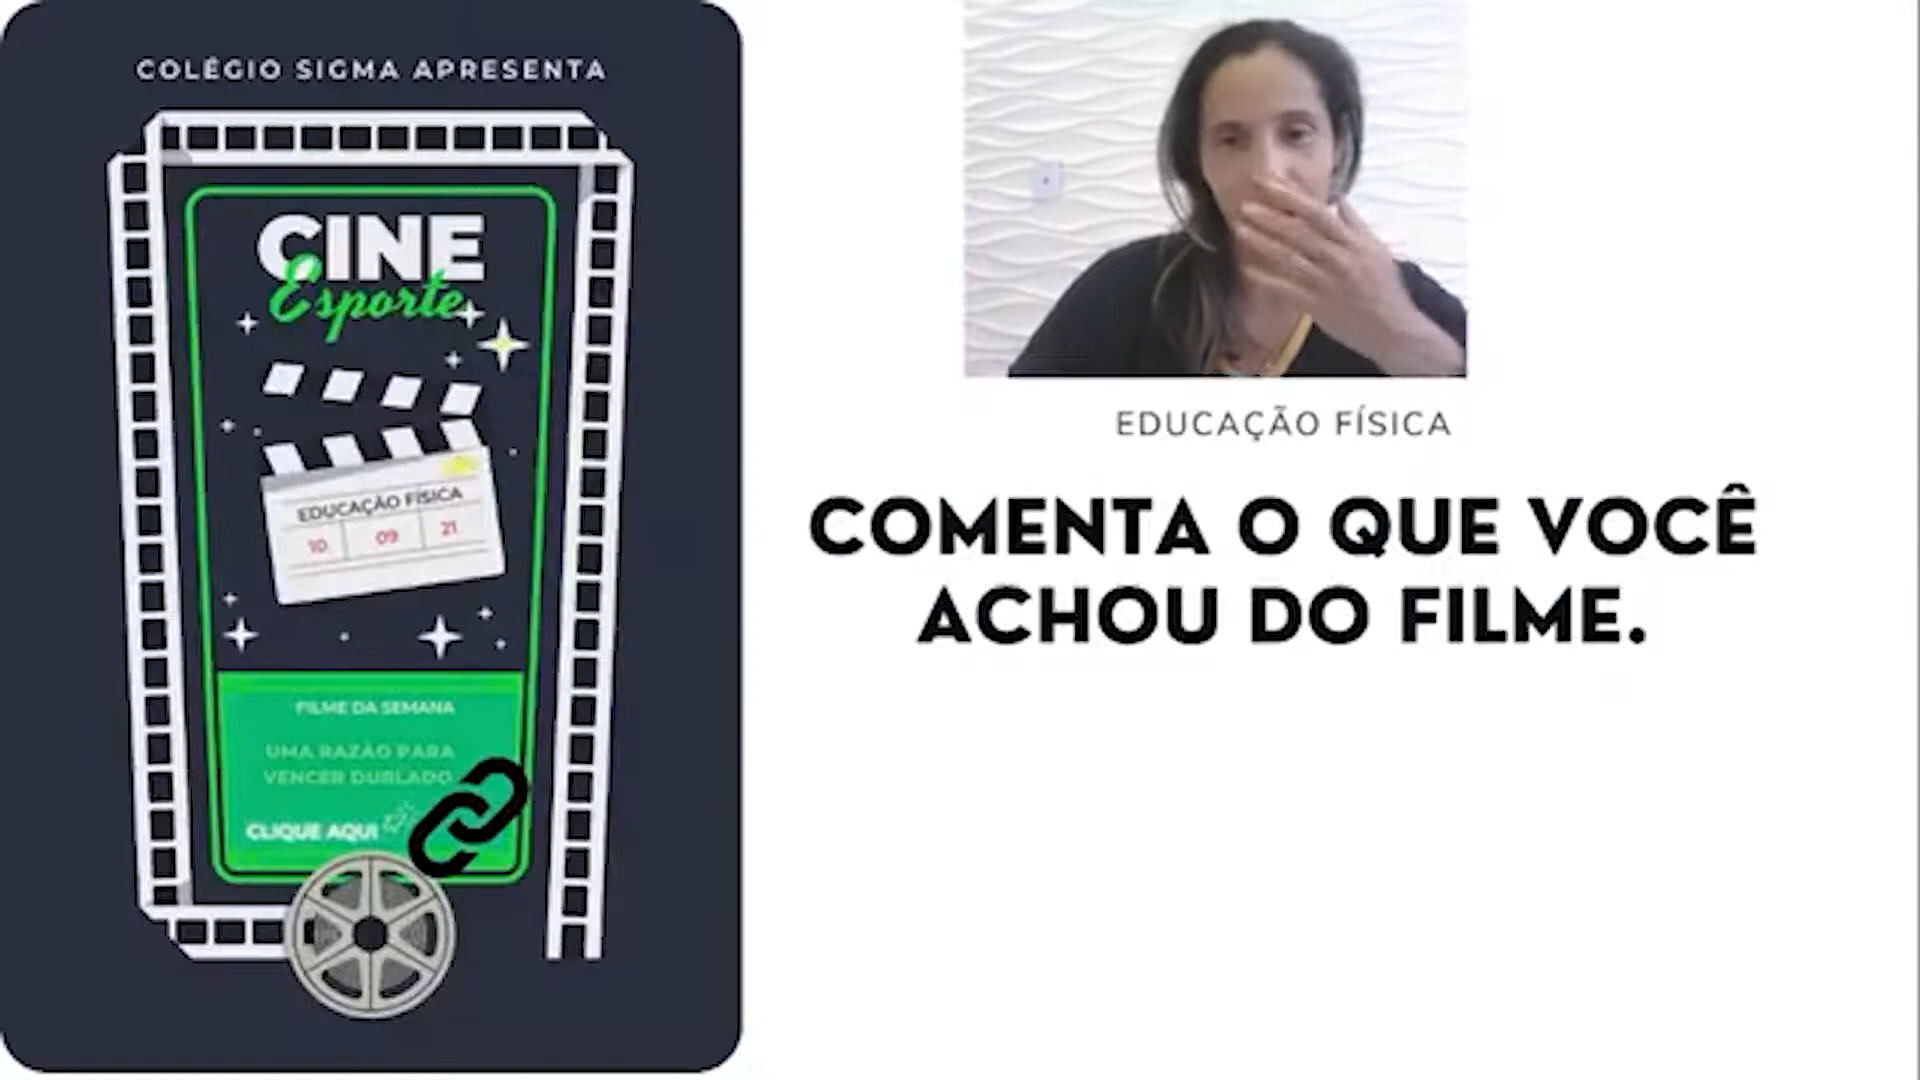 COLÉGIO SIGMA APRESENTA
CINE
Esporte
EDUCAÇÃO FÍSICA
10 09 21
FILME DA SEMANA
UMA RAZÃO PARA
VENCER DUBLADO
CLIQUE AQUI
EDUCAÇÃO FÍSICA
COMENTA O QUE VOCÊ
ACHOU DO FILME.